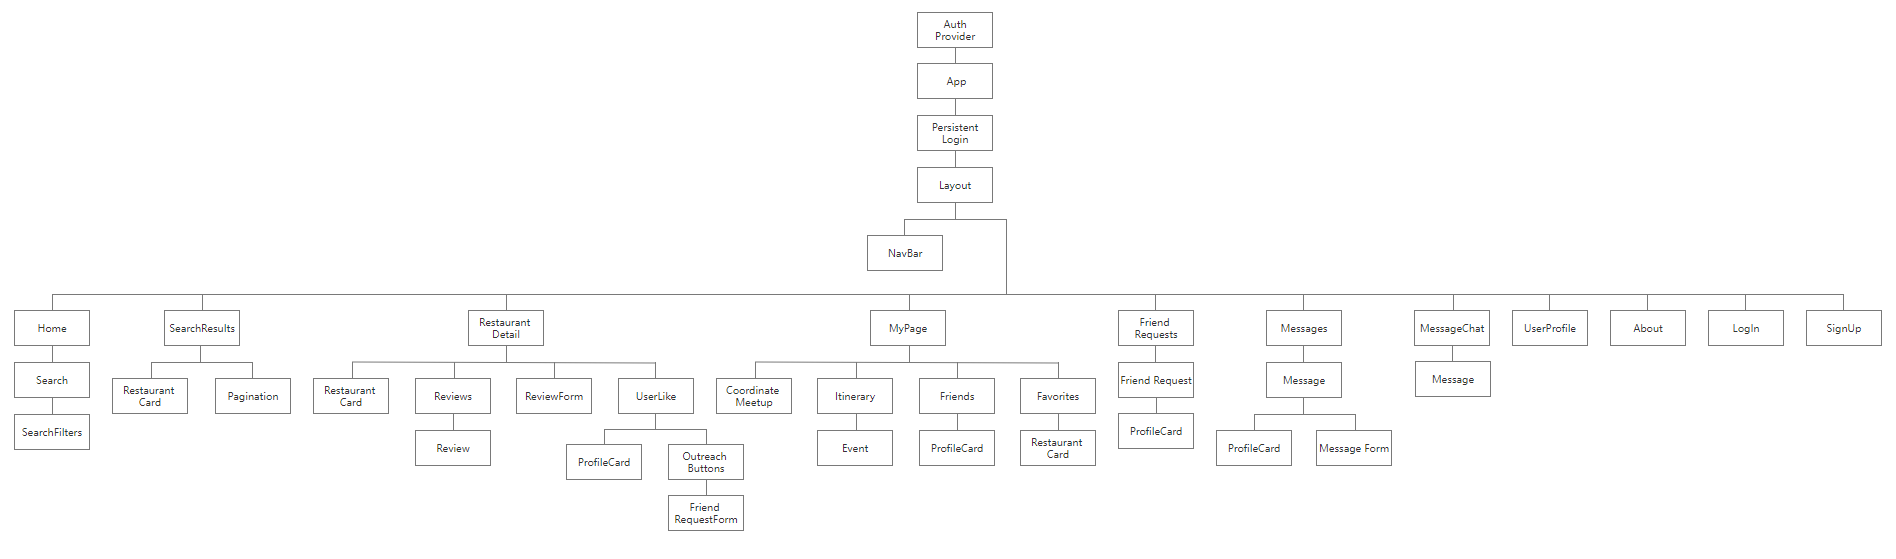 Auth
Provider
App
Persistent
Login
Layout
NavBar
Home
SearchResults
Restaurant
Detail
MyPage
Friend
Requests
Messages
MessageChat
UserProfile
About
LogIn
SignUp
Search
Restaurant
Card
Pagination
Restaurant
Card
Reviews
ReviewForm
UserLike
Coordinate
Meetup
Itinerary
Friends
Favorites
Friend Request
Message
Message
SearchFilters
Review
ProfileCard
Outreach
Buttons
Event
ProfileCard
Restaurant
Card
ProfileCard
ProfileCard
Message Form
Friend
RequestForm